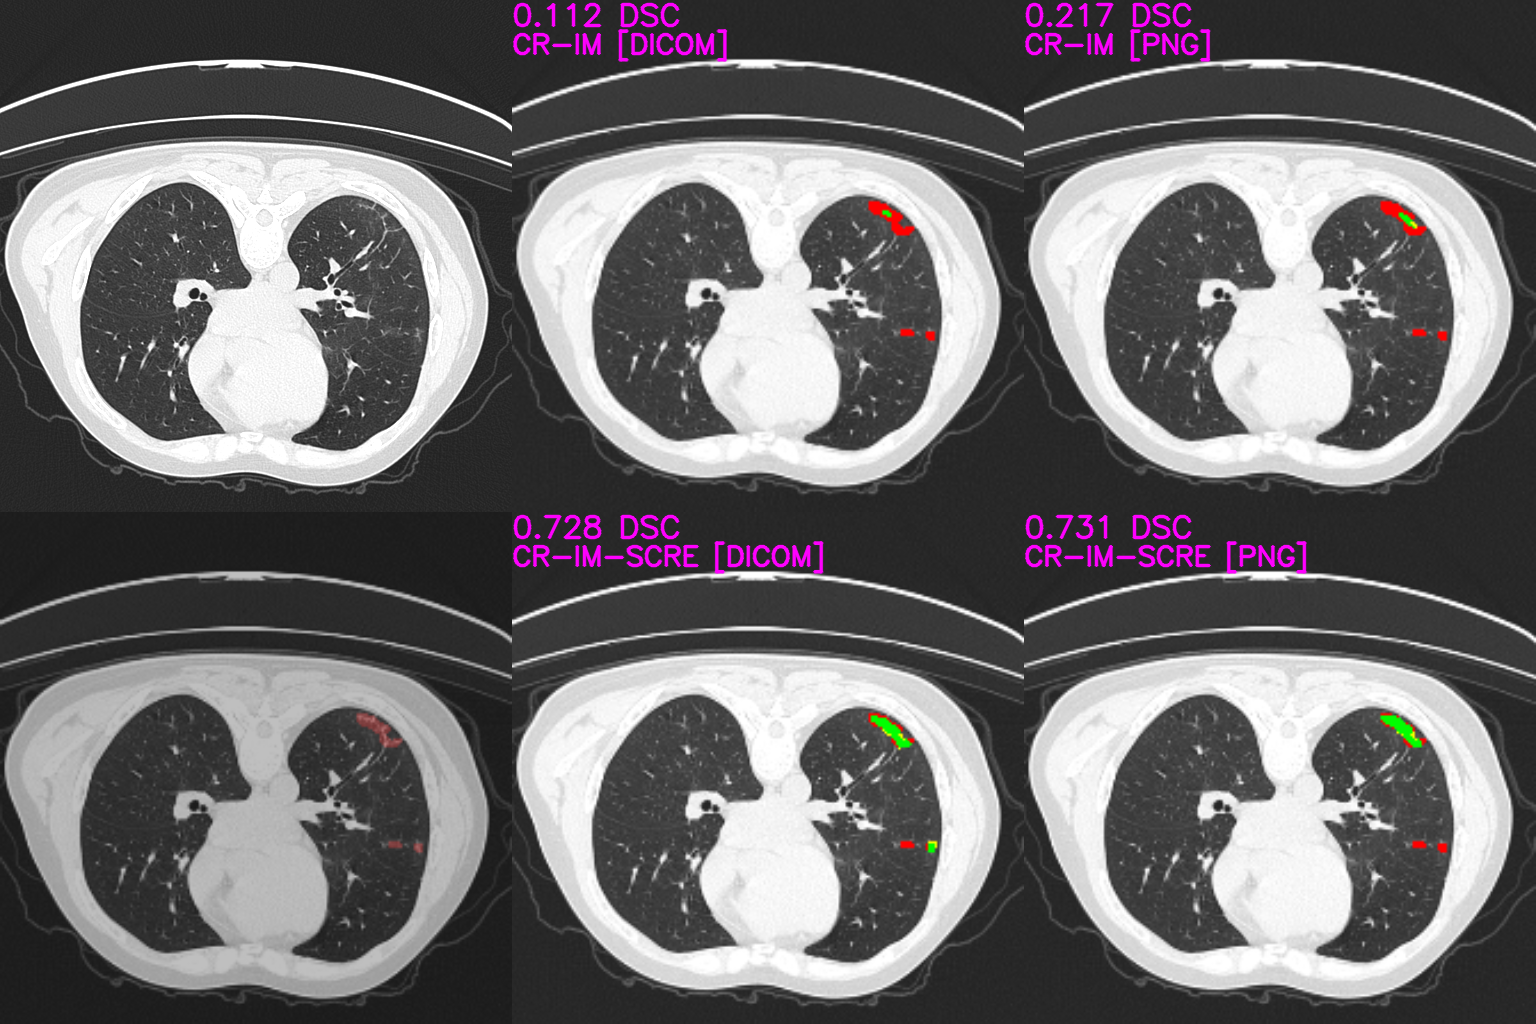 0.112 DSC
CR-IM [DICOM]
0.217 DSC
CR-IM [PNG]
0.728 DSC
CR-IM-SCRE [DICOM]
0.731 DSC
CR-IM-SCRE [PNG]